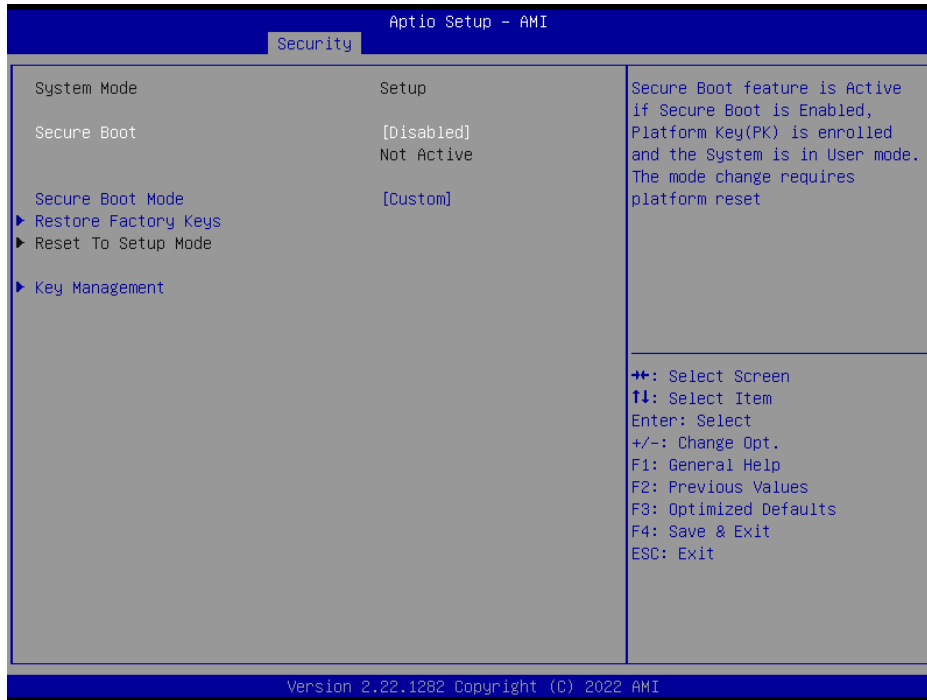 Aptio Setup – AMI
Security
System Mode Setup
Secure Boot [Disabled]
Not Active
Secure Boot Mode [Custom]
▶ Restore Factory Keys
▶ Reset To Setup Mode
▶ Key Management
Secure Boot feature is Active
if Secure Boot is Enabled,
Platform Key(PK) is enrolled
and the System is in User mode.
The mode change requires
platform reset
→←: Select Screen
↑↓: Select Item
Enter: Select
+/-: Change Opt.
F1: General Help
F2: Previous Values
F3: Optimized Defaults
F4: Save & Exit
ESC: Exit
Version 2.22.1282 Copyright (C) 2022 AMI